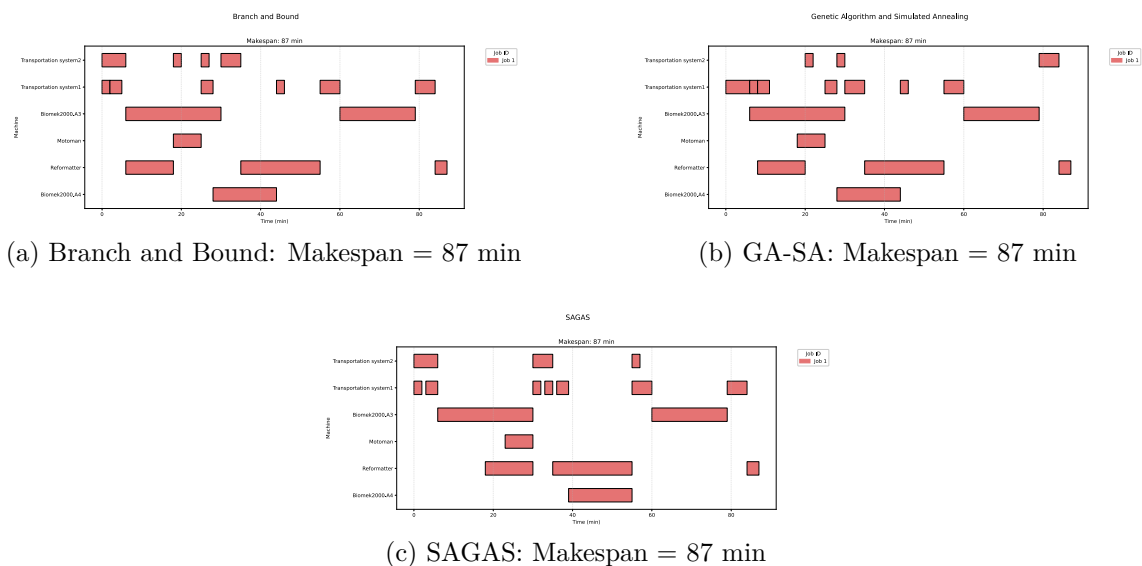 Branch and Bound
Makespan: 87 min
Job ID
Job 1
Transportation system2
Transportation system1
Biomek2000,A3
Motoman
Reformatter
Biomek2000,A4
Machine
0 20 40 60 80
Time (min)
(a) Branch and Bound: Makespan = 87 min
Genetic Algorithm and Simulated Annealing
Makespan: 87 min
Job ID
Job 1
Transportation system2
Transportation system1
Biomek2000,A3
Motoman
Reformatter
Biomek2000,A4
Machine
0 20 40 60 80
Time (min)
(b) GA-SA: Makespan = 87 min
SAGAS
Makespan: 87 min
Job ID
Job 1
Transportation system2
Transportation system1
Biomek2000,A3
Motoman
Reformatter
Biomek2000,A4
Machine
0 20 40 60 80
Time (min)
(c) SAGAS: Makespan = 87 min